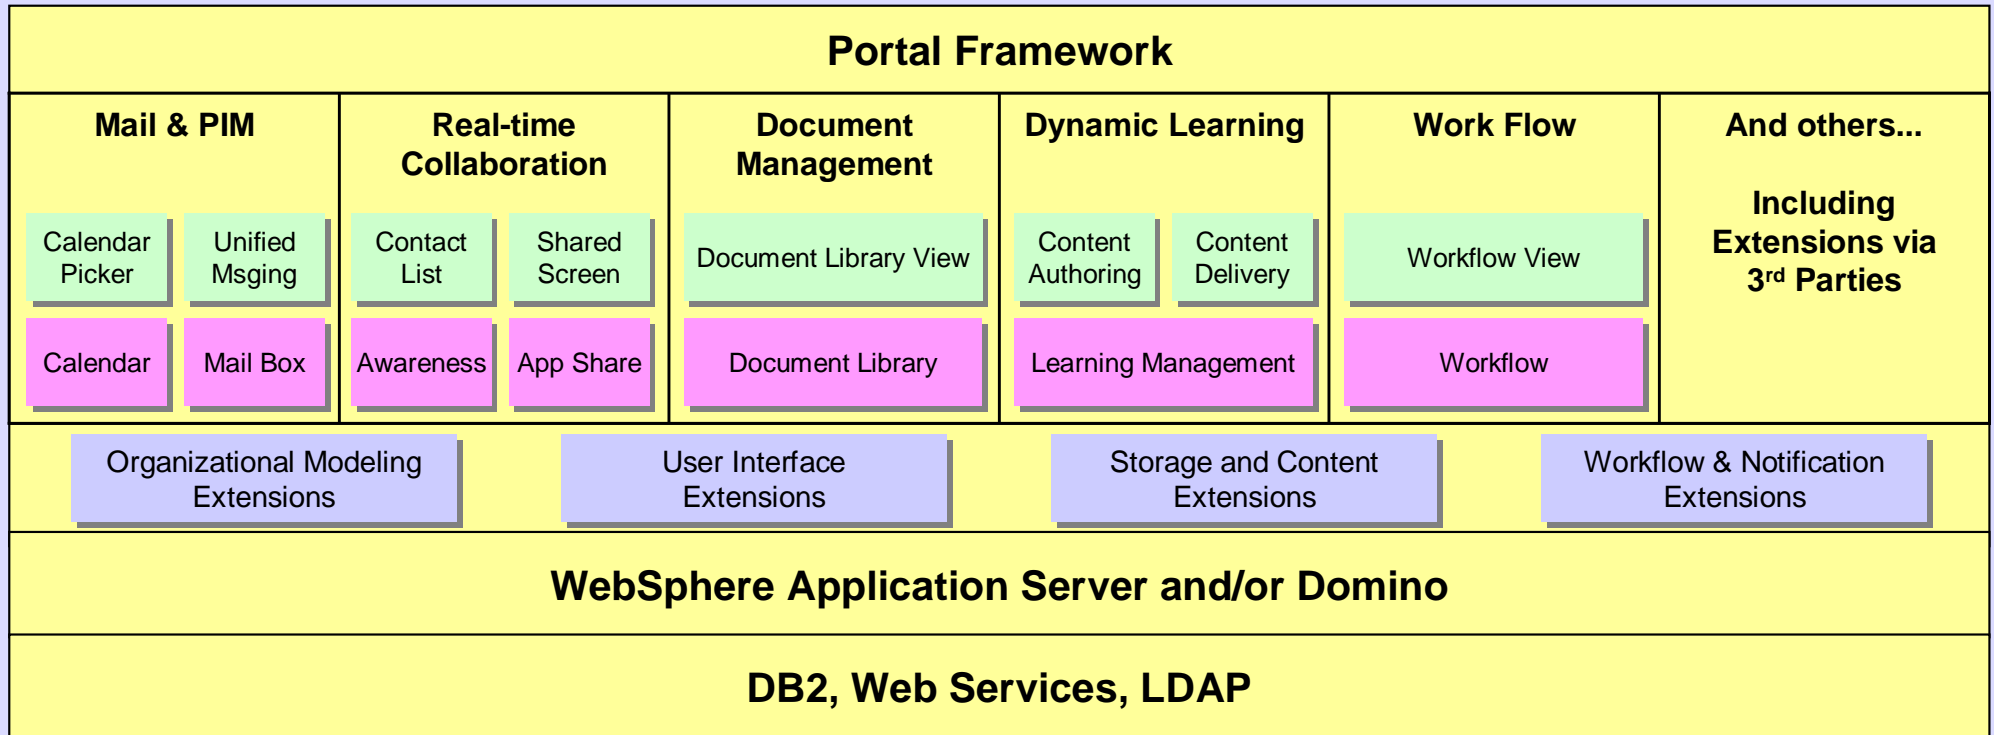 Portal Framework
Mail & PIM
Calendar
Picker
Unified
Msging
Calendar
Mail Box
Real-time
Collaboration
Contact
List
Shared
Screen
Awareness
App Share
Document
Management
Document Library View
Document Library
Dynamic Learning
Content
Authoring
Content
Delivery
Learning Management
Work Flow
Workflow View
Workflow
And others...
Including
Extensions via
3rd Parties
Organizational Modeling
Extensions
User Interface
Extensions
Storage and Content
Extensions
Workflow & Notification
Extensions
WebSphere Application Server and/or Domino
DB2, Web Services, LDAP